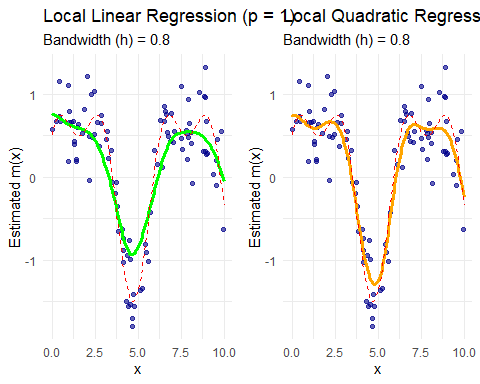 Local Linear Regression (p = 1)
Bandwidth (h) = 0.8
Estimated m(x)
1
0
-1
0.0 2.5 5.0 7.5 10.0
x
Local Quadratic Regress
Bandwidth (h) = 0.8
Estimated m(x)
1
0
-1
0.0 2.5 5.0 7.5 10.0
x